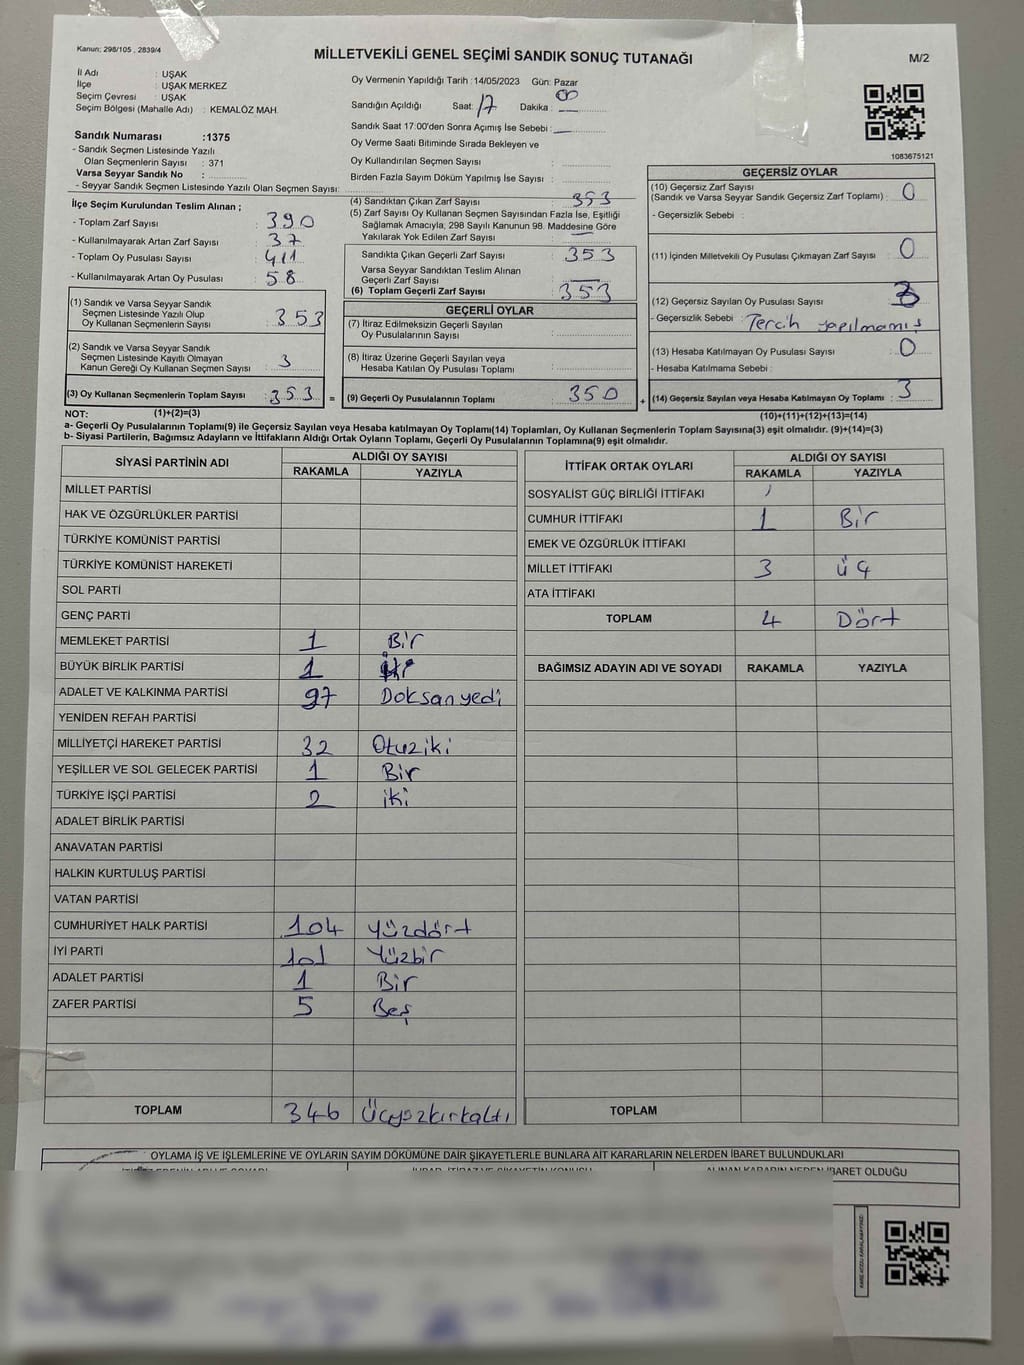 Kanun; 298/105 , 2839/4
MİLLETVEKİLİ GENEL SEÇİMİ SANDIK SONUÇ TUTANAĞI
M/2
İl Adı : UŞAK
İlçe : UŞAK MERKEZ
Seçim Çevresi : UŞAK
Seçim Bölgesi (Mahalle Adı) : KEMALÖZ MAH.
Sandık Numarası :1375
- Sandık Seçmen Listesinde Yazılı
Olan Seçmenlerin Sayısı : 371
Varsa Seyyar Sandık No :
- Seyyar Sandık Seçmen Listesinde Yazılı Olan Seçmen Sayısı:
Oy Vermenin Yapıldığı Tarih :14/05/2023 Gün: Pazar
Sandığın Açıldığı Saat: 17 Dakika : 00
Sandık Saat 17:00'den Sonra Açımış İse Sebebi:
Oy Verme Saati Bitiminde Sırada Bekleyen ve
Oy Kullandırılan Seçmen Sayısı :
Birden Fazla Sayım Döküm Yapılmış İse Sayısı :
1083675121
İlçe Seçim Kurulundan Teslim Alınan ;
- Toplam Zarf Sayısı : 390
- Kullanılmayarak Artan Zarf Sayısı : 37
- Toplam Oy Pusulası Sayısı : 411
- Kullanılmayarak Artan Oy Pusulası : 58
(1) Sandık ve Varsa Seyyar Sandık
Seçmen Listesinde Yazılı Olup
Oy Kullanan Seçmenlerin Sayısı : 353
(2) Sandık ve Varsa Seyyar Sandık
Seçmen Listesinde Kayıtlı Olmayan
Kanun Gereği Oy Kullanan Seçmen Sayısı : 3
(3) Oy Kullanan Seçmenlerin Toplam Sayısı : 353 =
(4) Sandıktan Çıkan Zarf Sayısı : 353
(5) Zarf Sayısı Oy Kullanan Seçmen Sayısından Fazla İse, Eşitliği
Sağlamak Amacıyla; 298 Sayılı Kanunun 98. Maddesine Göre
Yakılarak Yok Edilen Zarf Sayısı :
Sandıkta Çıkan Geçerli Zarf Sayısı : 353
Varsa Seyyar Sandıktan Teslim Alınan
Geçerli Zarf Sayısı :
(6) Toplam Geçerli Zarf Sayısı : 353
GEÇERLİ OYLAR
(7) İtiraz Edilmeksizin Geçerli Sayılan
Oy Pusulalarının Sayısı :
(8) İtiraz Üzerine Geçerli Sayılan veya
Hesaba Katılan Oy Pusulası Toplamı :
(9) Geçerli Oy Pusulalarının Toplamı : 350 +
GEÇERSİZ OYLAR
(10) Geçersiz Zarf Sayısı
(Sandık ve Varsa Seyyar Sandık Geçersiz Zarf Toplamı) : 0
- Geçersizlik Sebebi :
(11) İçinden Milletvekili Oy Pusulası Çıkmayan Zarf Sayısı : 0
(12) Geçersiz Sayılan Oy Pusulası Sayısı : 3
- Geçersizlik Sebebi : Tercih yapılmamış
(13) Hesaba Katılmayan Oy Pusulası Sayısı : 0
- Hesaba Katılmama Sebebi :
(14) Geçersiz Sayılan veya Hesaba Katılmayan Oy Toplamı : 3
NOT: (1)+(2)=(3) (10)+(11)+(12)+(13)=(14)
a- Geçerli Oy Pusulalarının Toplamı(9) ile Geçersiz Sayılan veya Hesaba katılmayan Oy Toplamı(14) Toplamları, Oy Kullanan Seçmenlerin Toplam Sayısına(3) eşit olmalıdır. (9)+(14)=(3)
b- Siyasi Partilerin, Bağımsız Adayların ve İttifakların Aldığı Ortak Oyların Toplamı, Geçerli Oy Pusulalarının Toplamına(9) eşit olmalıdır.
SİYASİ PARTİNİN ADI ALDIĞI OY SAYISI
RAKAMLA YAZIYLA
MİLLET PARTİSİ
HAK VE ÖZGÜRLÜKLER PARTİSİ
TÜRKİYE KOMÜNİST PARTİSİ
TÜRKİYE KOMÜNİST HAREKETİ
SOL PARTİ
GENÇ PARTİ
MEMLEKET PARTİSİ 1 Bir
BÜYÜK BİRLİK PARTİSİ 1
ADALET VE KALKINMA PARTİSİ 97 Doksanyedi
YENİDEN REFAH PARTİSİ
MİLLİYETÇİ HAREKET PARTİSİ 32 Otuziki
YEŞİLLER VE SOL GELECEK PARTİSİ 1 Bir
TÜRKİYE İŞÇİ PARTİSİ 2 iki
ADALET BİRLİK PARTİSİ
ANAVATAN PARTİSİ
HALKIN KURTULUŞ PARTİSİ
VATAN PARTİSİ
CUMHURİYET HALK PARTİSİ 104 Yüzdört
İYİ PARTİ 101 Yüzbir
ADALET PARTİSİ 1 Bir
ZAFER PARTİSİ 5 Beş
TOPLAM 346 Üçyüzkırkaltı
İTTİFAK ORTAK OYLARI ALDIĞI OY SAYISI
RAKAMLA YAZIYLA
SOSYALİST GÜÇ BİRLİĞİ İTTİFAKI
CUMHUR İTTİFAKI 1 Bir
EMEK VE ÖZGÜRLÜK İTTİFAKI
MİLLET İTTİFAKI 3 üç
ATA İTTİFAKI
TOPLAM 4 Dört
BAĞIMSIZ ADAYIN ADI VE SOYADI RAKAMLA YAZIYLA
TOPLAM
OYLAMA İŞ VE İŞLEMLERİNE VE OYLARIN SAYIM DÖKÜMÜNE DAİR ŞİKAYETLERLE BUNLARA AİT KARARLARIN NELERDEN İBARET BULUNDUKLARI
ALINAN KARARIN NEDEN İBARET OLDUĞU